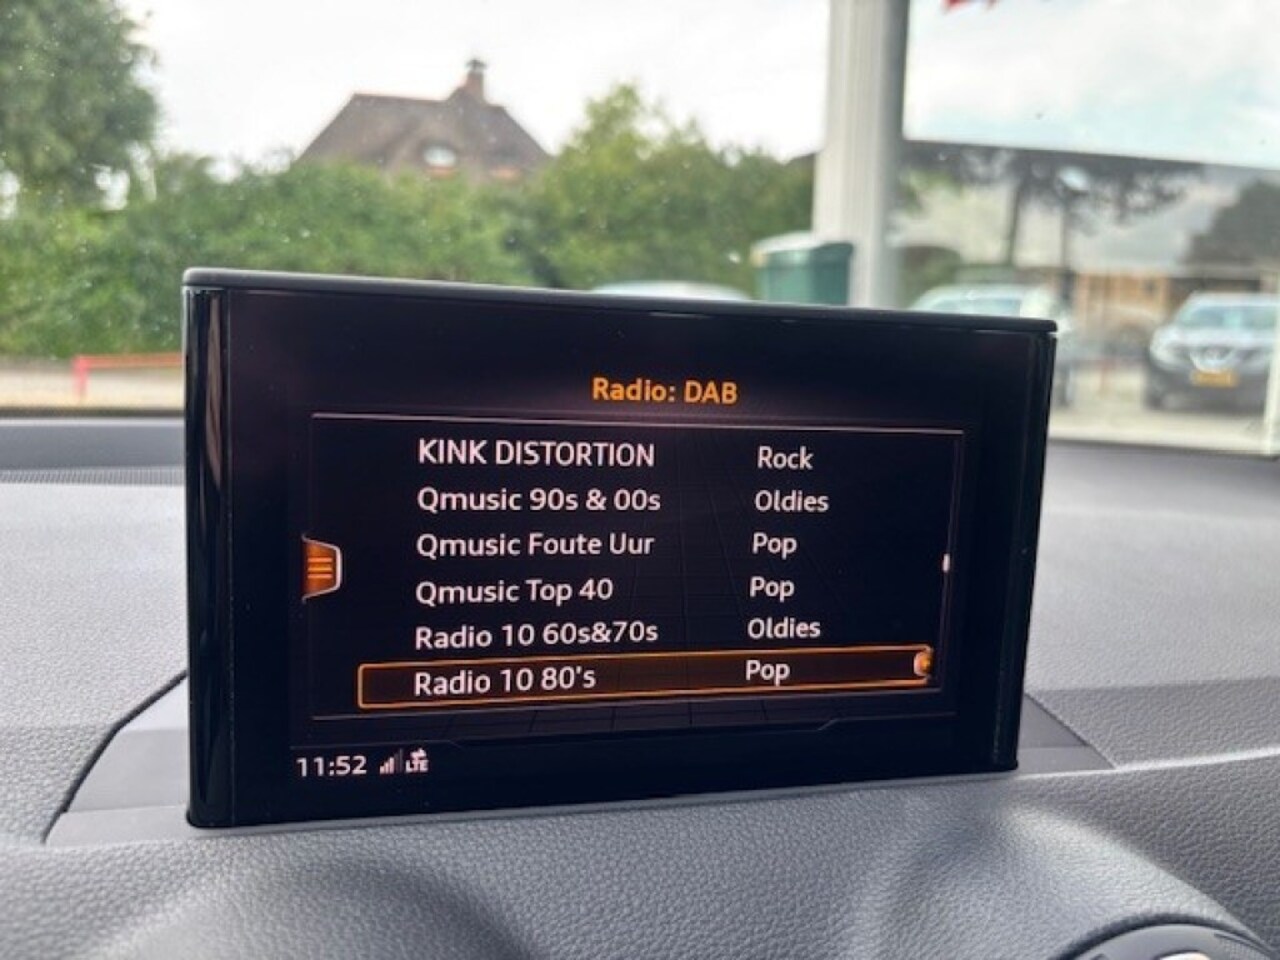 Radio: DAB
KINK DISTORTION Rock
Qmusic 90s & 00s Oldies
Qmusic Foute Uur Pop
Qmusic Top 40 Pop
Radio 10 60s&70s Oldies
Radio 10 80's Pop
11:52 LTE